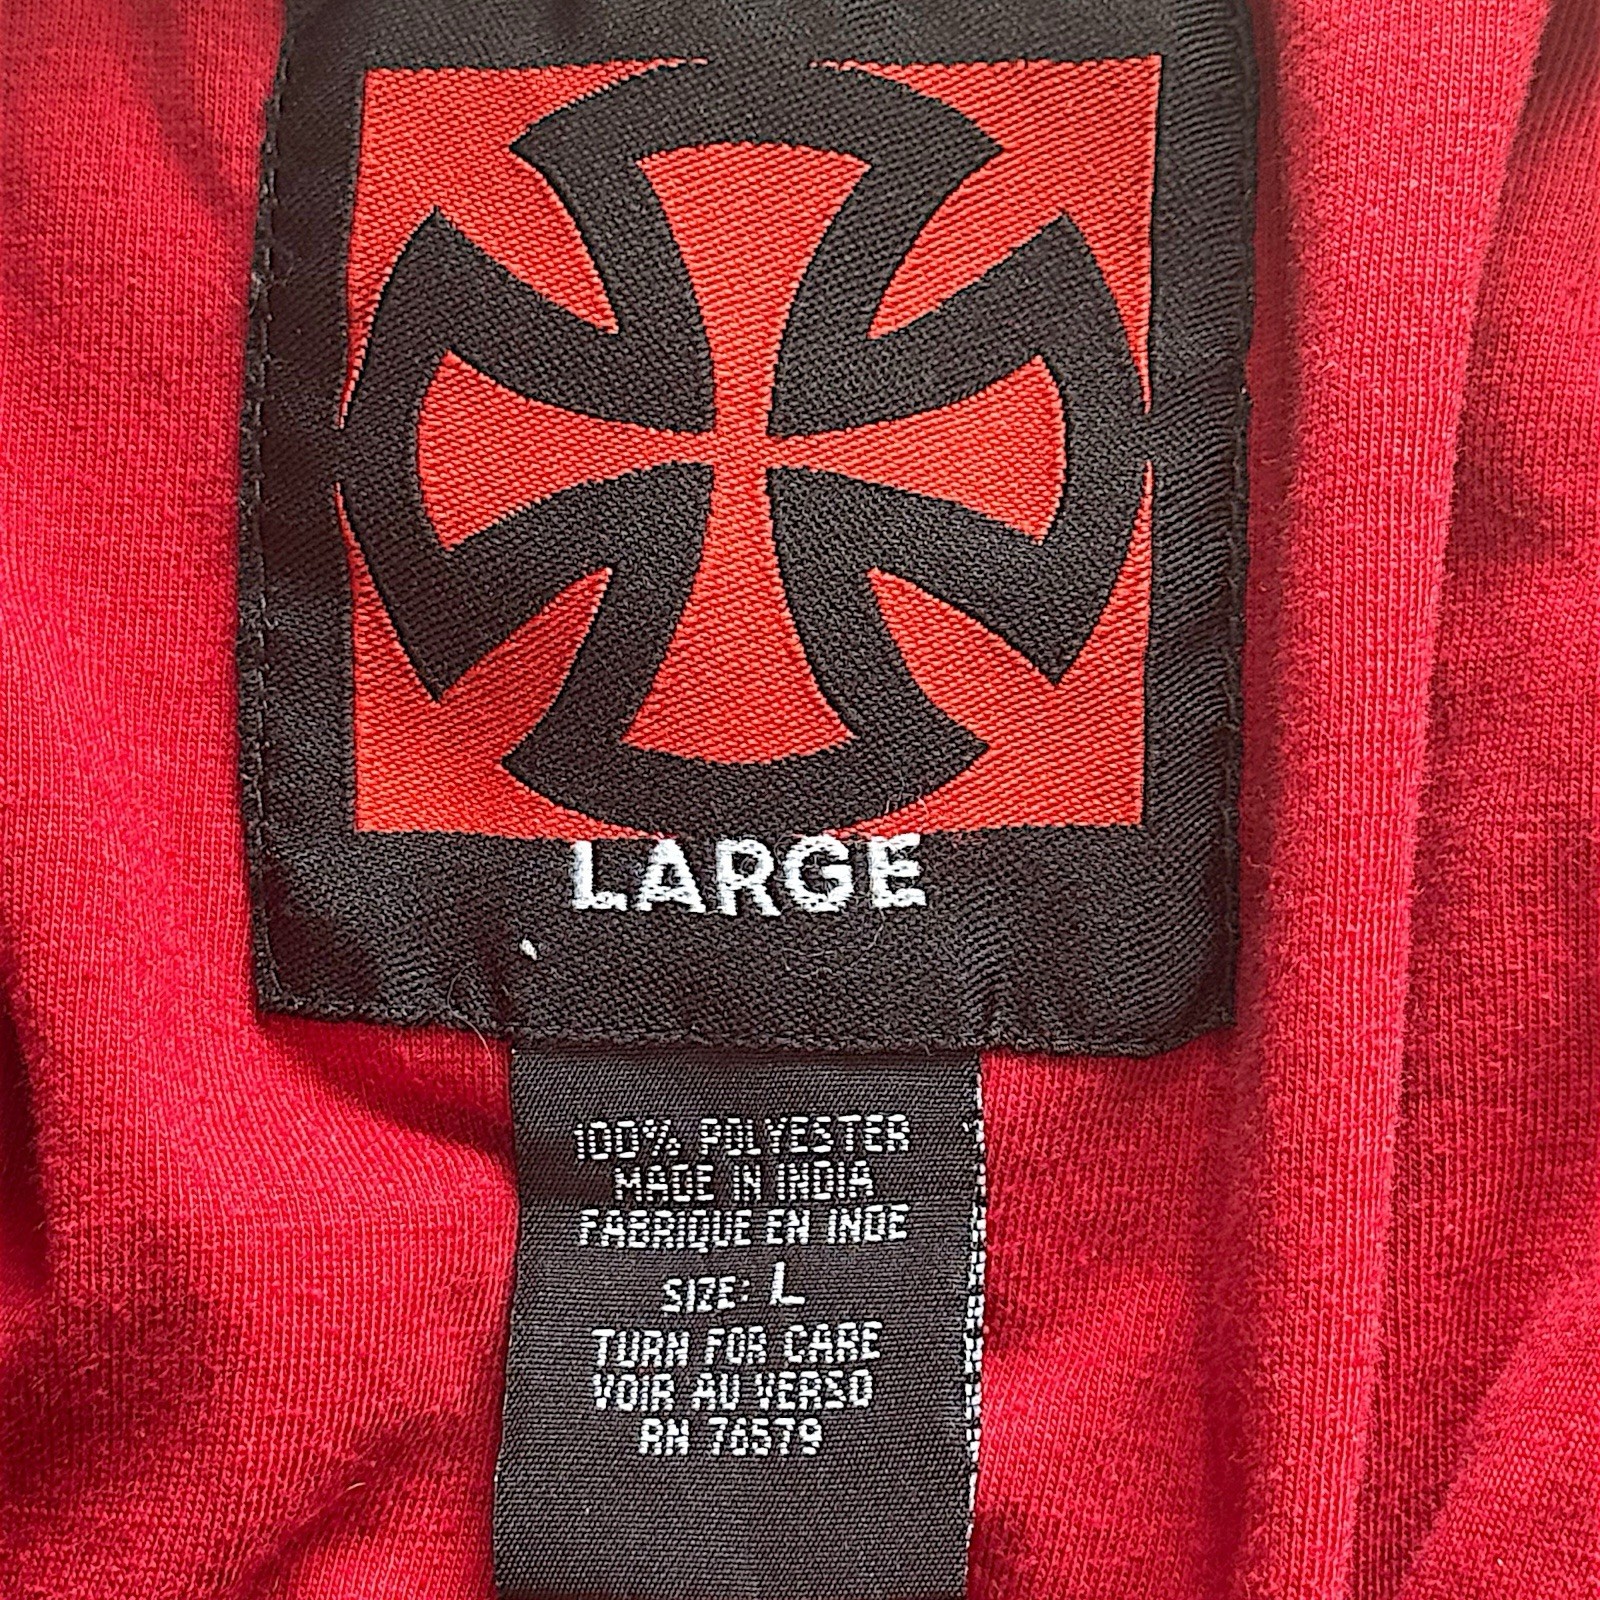 LARGE
100% POLYESTER
MADE IN INDIA
FABRIQUE EN INDE
SIZE: L
TURN FOR CARE
VOIR AU VERSO
RN 76579